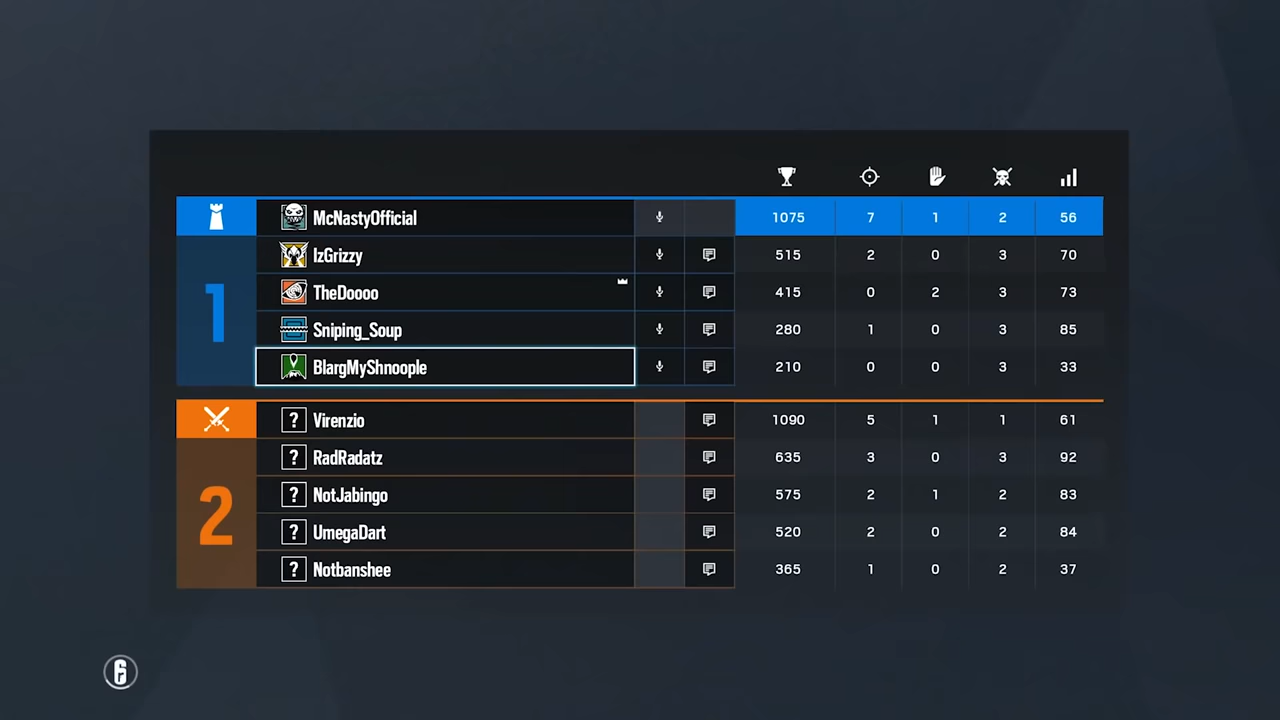 McNastyOfficial 1075 7 1 2 56
IzGrizzy 515 2 0 3 70
TheDoooo 415 0 2 3 73
1
Sniping_Soup 280 1 0 3 85
BlargMyShnoople 210 0 0 3 33
? Virenzio 1090 5 1 1 61
? RadRadatz 635 3 0 3 92
? NotJabingo 575 2 1 2 83
2
? UmegaDart 520 2 0 2 84
? Notbanshee 365 1 0 2 37
6